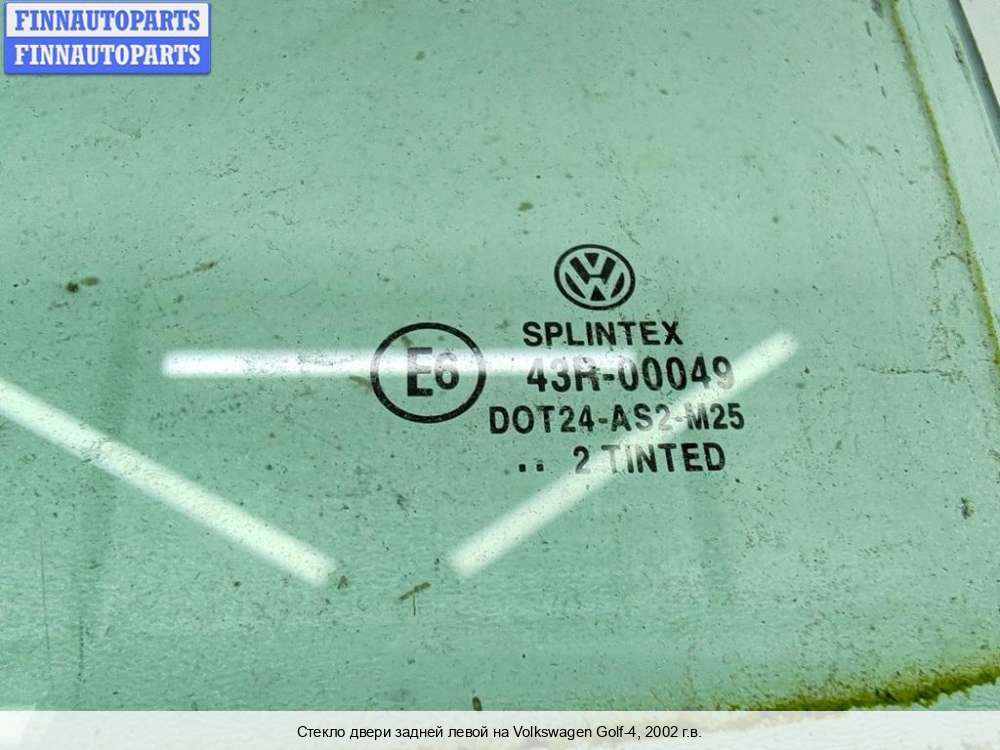 FINNAUTOPARTS
FINNAUTOPARTS
VW
SPLINTEX
E6
43R-00049
DOT24-AS2-M25
.. 2 TINTED
Стекло двери задней левой на Volkswagen Golf-4, 2002 г.в.